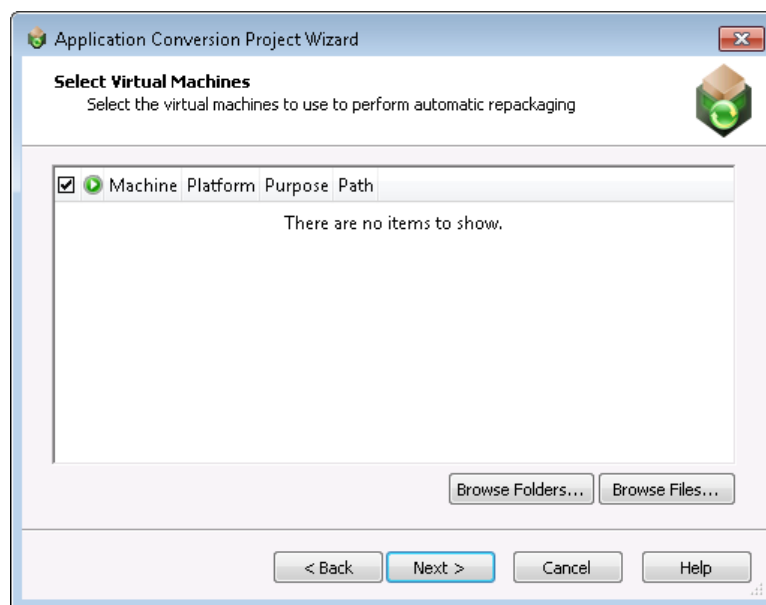 Application Conversion Project Wizard
Select Virtual Machines
Select the virtual machines to use to perform automatic repackaging
Machine Platform Purpose Path
There are no items to show.
Browse Folders... Browse Files...
< Back Next > Cancel Help